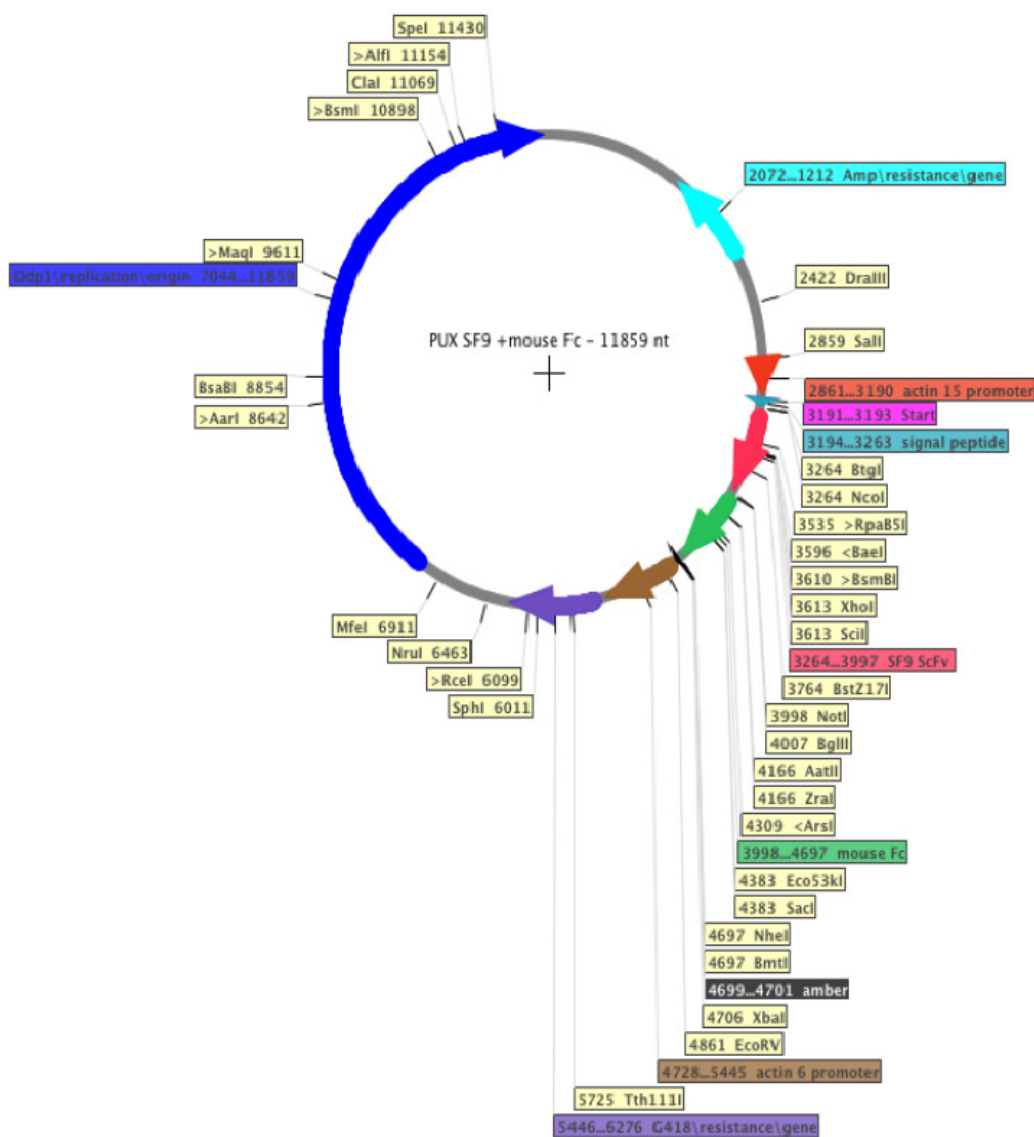 SpeI 11430
>AlfI 11154
ClaI 11069
>BsmI 10898
2072...1212 Amp\resistance\gene
>MaqI 9611
Ddp1\replication\origin 7044...11859
2422 DraIII
PUX SF9 +mouse Fc - 11859 nt
2859 SalI
BsaBI 8854
2861...3190 actin 15 promoter
>AarI 8642
3191...3193 Start
3194...3263 signal peptide
3264 BtgI
3264 NcoI
3535 >RpaB5I
3596 <BaeI
3610 >BsmBI
3613 XhoI
MfeI 6911
3613 SciI
NruI 6463
3264...3997 SF9 ScFv
>RceI 6099
3764 BstZ17I
SphI 6011
3998 NotI
4007 BglII
4166 AatII
4166 ZraI
4309 <ArsI
3998...4697 mouse Fc
4383 Eco53kI
4383 SacI
4697 NheI
4697 BmtI
4699...4701 amber
4706 XbaI
4861 EcoRV
4728...5445 actin 6 promoter
5725 Tth111I
5446...6276 G418\resistance\gene